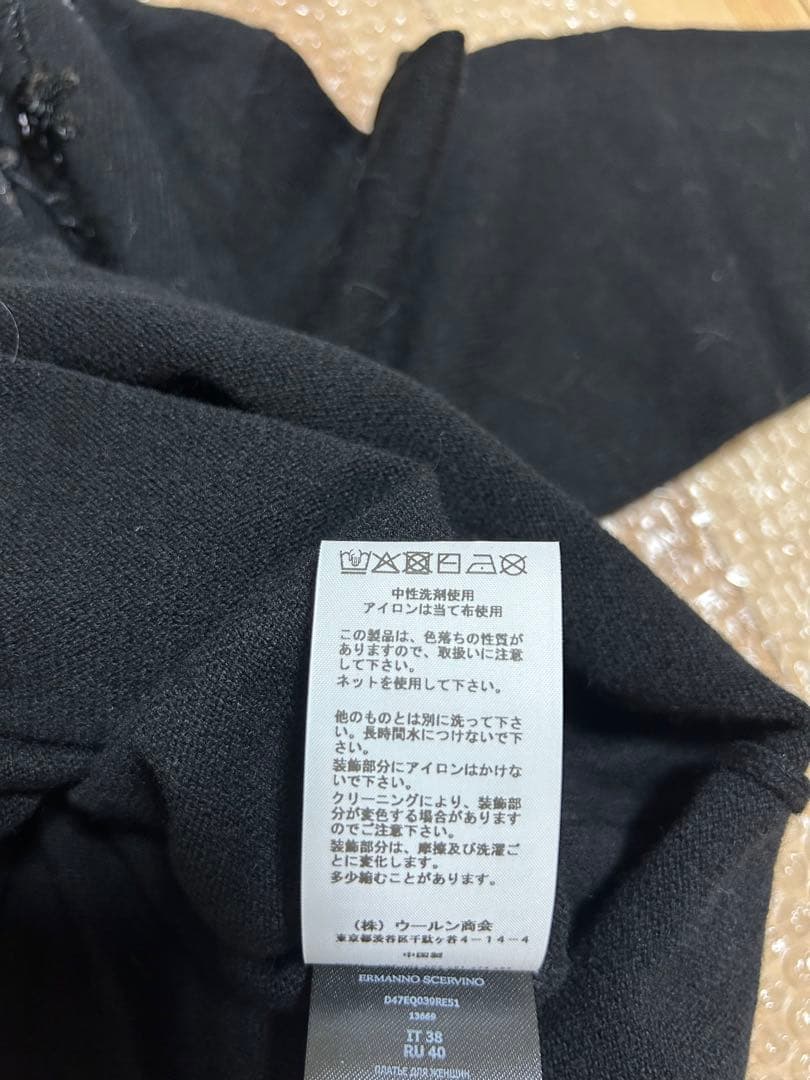 中性洗剤使用
アイロンは当て布使用
この製品は、色落ちの性質が
ありますので、取扱いに注意
して下さい。
ネットを使用して下さい。
他のものとは別に洗って下さ
い。長時間水につけないで下
さい。
装飾部分にアイロンはかけな
いで下さい。
クリーニングにより、装飾部
分が変色する場合があります
のでご注意下さい。
装飾部分は、摩擦及び洗濯ご
とに変化します。
多少縮むことがあります。
(株) ウールン商会
東京都渋谷区千駄ヶ谷4-14-4
中国製
ERMANNO SCERVINO
D47EQ039RE51
13669
IT 38
RU 40
ПЛАТЬЕ ДЛЯ ЖЕНЩИН